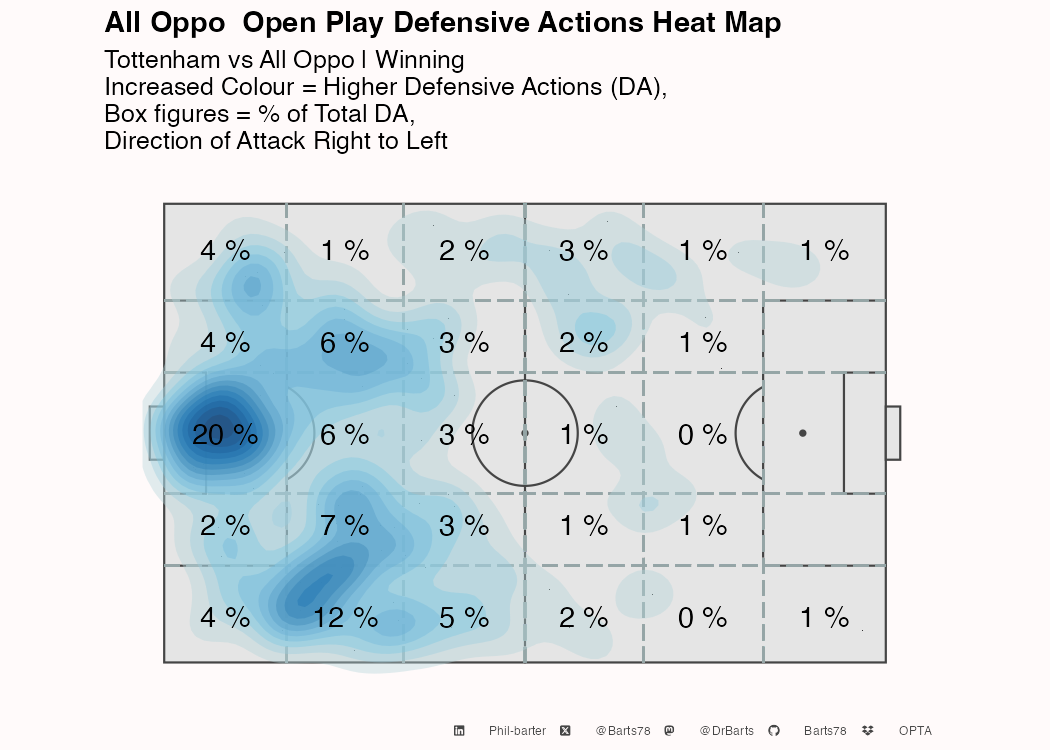 All Oppo  Open Play Defensive Actions Heat Map
Tottenham vs All Oppo | Winning
Increased Colour = Higher Defensive Actions (DA),
Box figures = % of Total DA,
Direction of Attack Right to Left
4 % 1 % 2 % 3 % 1 % 1 %
4 % 6 % 3 % 2 % 1 %
20 % 6 % 3 % 1 % 0 %
2 % 7 % 3 % 1 % 1 %
4 % 12 % 5 % 2 % 0 % 1 %
Phil-barter @Barts78 @DrBarts Barts78 OPTA